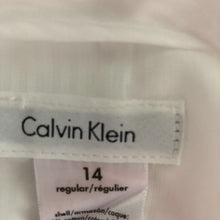 Calvin Klein
14
regular/régulier
shell/armazón/coque: